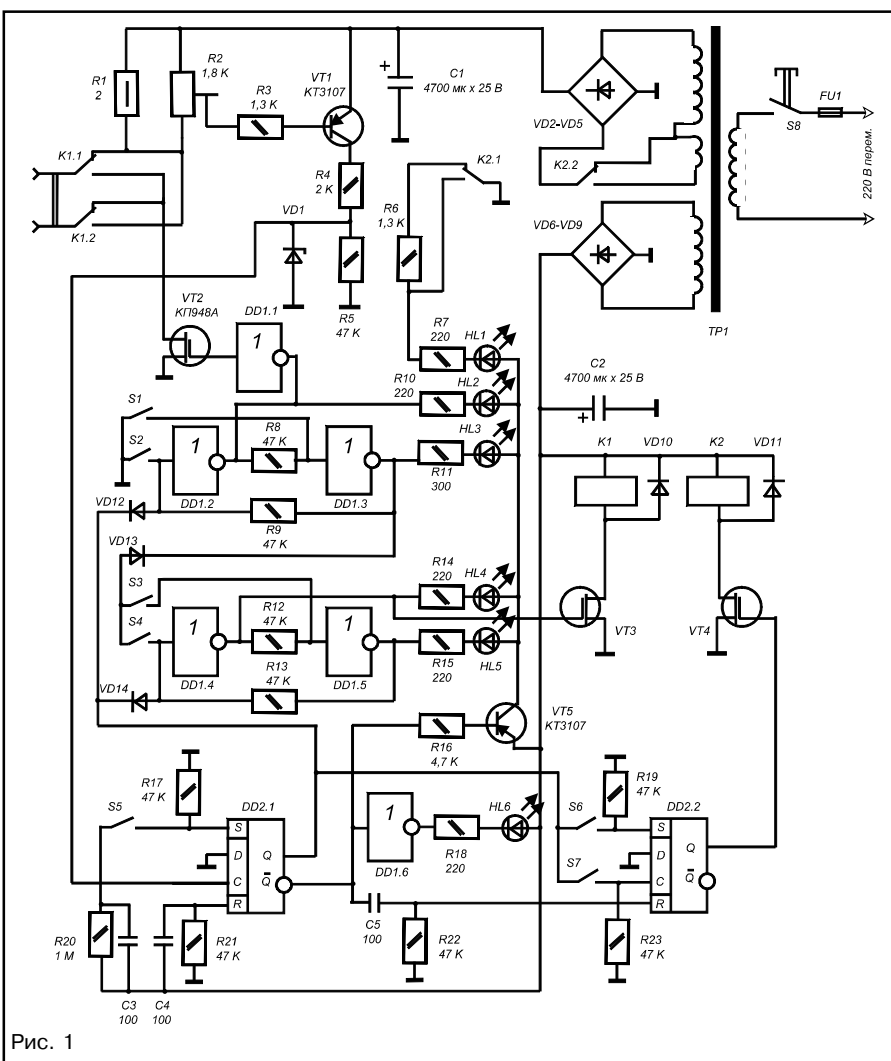 R1
2
R2
1,8 K
R3
1,3 K
VT1
КТ3107
+
C1
4700 мк x 25 В
VD2-VD5
K2.2
S8
FU1
220 В перем.
K1.1
K1.2
R4
2 K
VD1
R5
47 K
R6
1,3 K
K2.1
VD6-VD9
TP1
VT2
КП948А
DD1.1
1
R7
220
HL1
R10
220
HL2
C2
4700 мк x 25 В
+
S1
S2
1
DD1.2
R8
47 K
1
DD1.3
HL3
R11
300
K1
VD10
K2
VD11
VD12
R9
47 K
VD13
S3
S4
1
DD1.4
R12
47 K
1
DD1.5
R14
220
HL4
R15
220
HL5
VT3
VT4
VD14
R13
47 K
VT5
КТ3107
R16
4,7 K
S5
R17
47 K
DD2.1
S
D
C
R
Q
Q̅
1
DD1.6
R18
220
HL6
S6
S7
R19
47 K
DD2.2
S
D
C
R
Q
Q̅
R20
1 M
C3
100
C4
100
R21
47 K
C5
100
R22
47 K
R23
47 K
Рис. 1